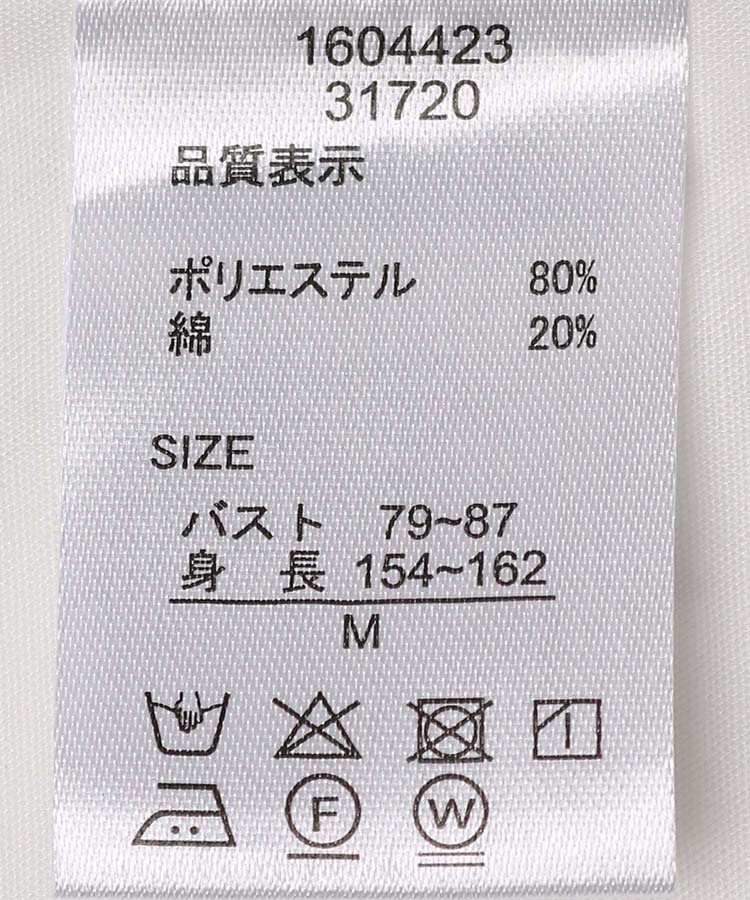 1604423
31720
品質表示
ポリエステル 80%
綿 20%
SIZE
バスト 79~87
身 長 154~162
M
F W